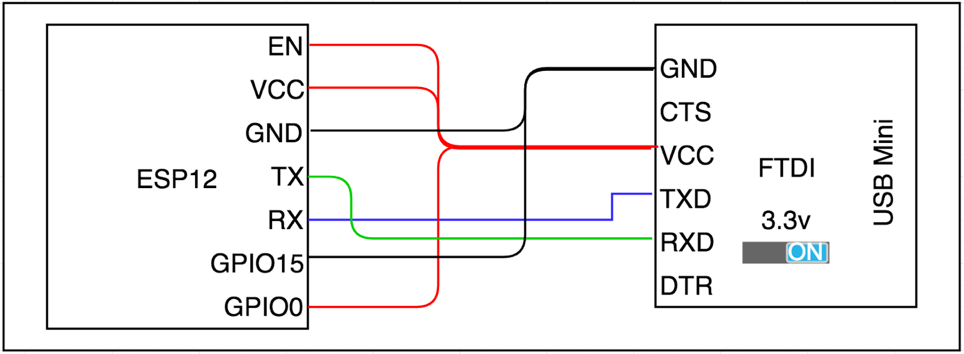 ESP12
EN
VCC
GND
TX
RX
GPIO15
GPIO0
GND
CTS
VCC
TXD
RXD
DTR
FTDI
3.3v
ON
USB Mini